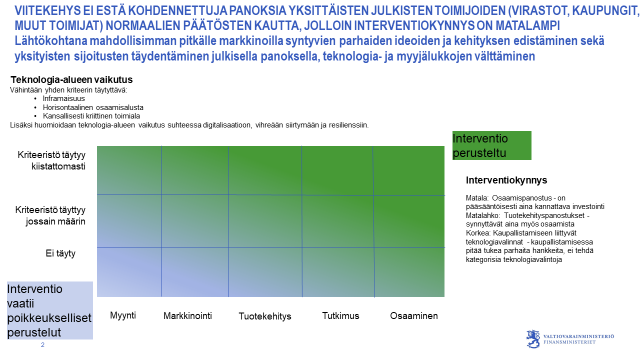 VIITEKEHYS EI ESTÄ KOHDENNETTUJA PANOKSIA YKSITTÄISTEN JULKISTEN TOIMIJOIDEN (VIRASTOT, KAUPUNGIT,
MUUT TOIMIJAT) NORMAALIEN PÄÄTÖSTEN KAUTTA, JOLLOIN INTERVENTIOKYNNYS ON MATALAMPI
Lähtökohtana mahdollisimman pitkälle markkinoilla syntyvien parhaiden ideoiden ja kehityksen edistäminen sekä
yksityisten sijoitusten täydentäminen julkisella panoksella, teknologia- ja myyjälukkojen välttäminen
Teknologia-alueen vaikutus
Vähintään yhden kriteerin täytyttävä:
• Inframaisuus
• Horisontaalinen osaamisalusta
• Kansallisesti kriittinen toimiala
Lisäksi huomioidaan teknologia-alueen vaikutus suhteessa digitalisaatioon, vihreään siirtymään ja resilienssiin.
Interventio
perusteltu
Kriteeristö täytyy
kiistattomasti
Kriteeristö täyttyy
jossain määrin
Ei täyty
Interventiokynnys
Matala: Osaamispanostus - on
pääsääntöisesti aina kannattava investointi
Matalahko: Tuotekehityspanostukset -
synnyttävät aina myös osaamista
Korkea: Kaupallistamiseen liittyvät
teknologiavalinnat - kaupallistamisessa
pitää tukea parhaita hankkeita, ei tehdä
kategorisia teknologiavalintoja
Interventio
vaatii
poikkeukselliset
perustelut
Myynti
Markkinointi
Tuotekehitys
Tutkimus
Osaaminen
2
VALTIOVARAINMINISTERIÖ
FINANSMINISTERIET